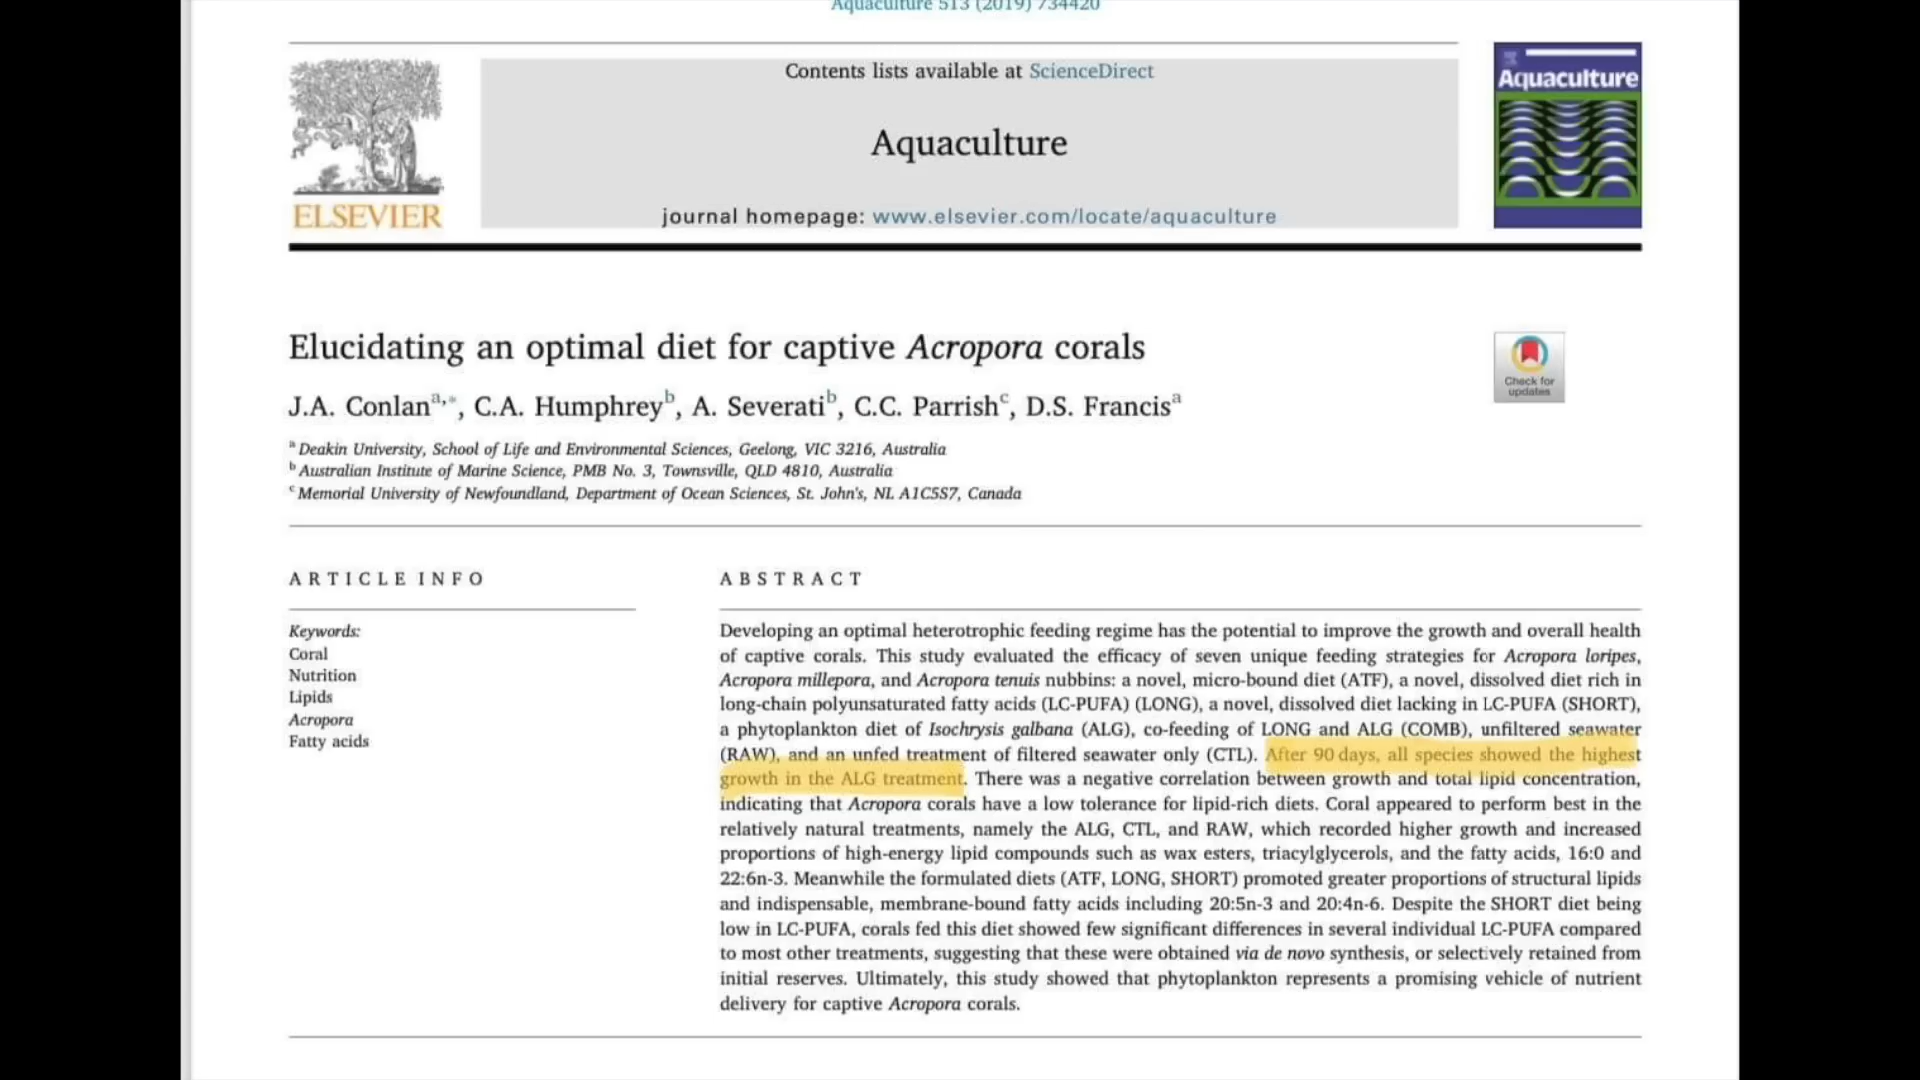 Aquaculture 513 (2019) 734420
Contents lists available at ScienceDirect
Aquaculture
journal homepage: www.elsevier.com/locate/aquaculture
ELSEVIER
Aquaculture
Elucidating an optimal diet for captive Acropora corals
Check for
updates
J.A. Conlanᵃ,*, C.A. Humphreyᵇ, A. Severatiᵇ, C.C. Parrishᶜ, D.S. Francisᵃ
ᵃ Deakin University, School of Life and Environmental Sciences, Geelong, VIC 3216, Australia
ᵇ Australian Institute of Marine Science, PMB No. 3, Townsville, QLD 4810, Australia
ᶜ Memorial University of Newfoundland, Department of Ocean Sciences, St. John's, NL A1C5S7, Canada
ARTICLE INFO
Keywords:
Coral
Nutrition
Lipids
Acropora
Fatty acids
ABSTRACT
Developing an optimal heterotrophic feeding regime has the potential to improve the growth and overall health
of captive corals. This study evaluated the efficacy of seven unique feeding strategies for Acropora loripes,
Acropora millepora, and Acropora tenuis nubbins: a novel, micro-bound diet (ATF), a novel, dissolved diet rich in
long-chain polyunsaturated fatty acids (LC-PUFA) (LONG), a novel, dissolved diet lacking in LC-PUFA (SHORT),
a phytoplankton diet of Isochrysis galbana (ALG), co-feeding of LONG and ALG (COMB), unfiltered seawater
(RAW), and an unfed treatment of filtered seawater only (CTL). After 90 days, all species showed the highest
growth in the ALG treatment. There was a negative correlation between growth and total lipid concentration,
indicating that Acropora corals have a low tolerance for lipid-rich diets. Coral appeared to perform best in the
relatively natural treatments, namely the ALG, CTL, and RAW, which recorded higher growth and increased
proportions of high-energy lipid compounds such as wax esters, triacylglycerols, and the fatty acids, 16:0 and
22:6n-3. Meanwhile the formulated diets (ATF, LONG, SHORT) promoted greater proportions of structural lipids
and indispensable, membrane-bound fatty acids including 20:5n-3 and 20:4n-6. Despite the SHORT diet being
low in LC-PUFA, corals fed this diet showed few significant differences in several individual LC-PUFA compared
to most other treatments, suggesting that these were obtained via de novo synthesis, or selectively retained from
initial reserves. Ultimately, this study showed that phytoplankton represents a promising vehicle of nutrient
delivery for captive Acropora corals.